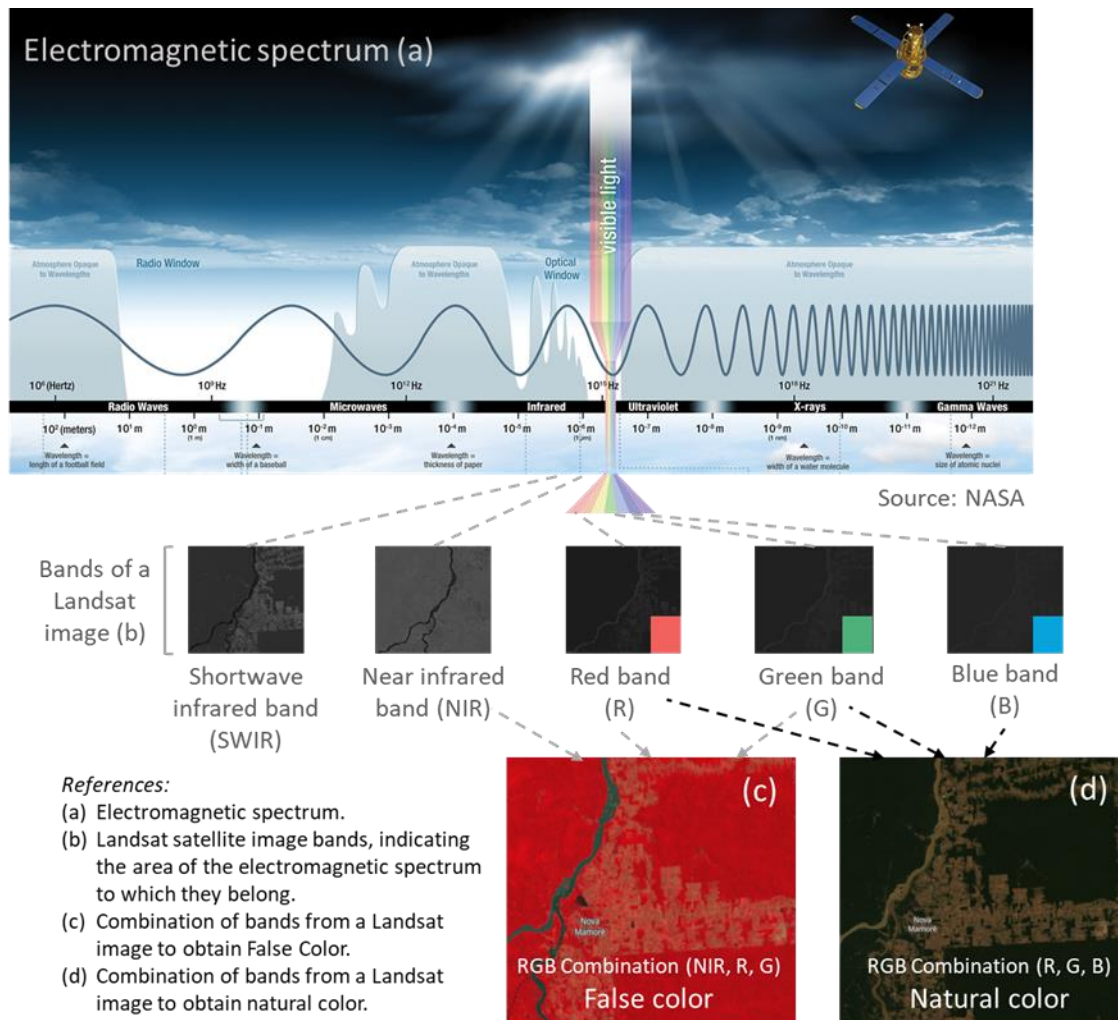 Electromagnetic spectrum (a)
visible light
Atmosphere Opaque
to Wavelengths
Radio Window
Atmosphere Opaque
to Wavelengths
Optical
Window
Atmosphere Opaque
to Wavelengths
10⁶ (Hertz) 10⁹ Hz 10¹² Hz 10¹⁵ Hz 10¹⁸ Hz 10²¹ Hz
Radio Waves Microwaves Infrared Ultraviolet X-rays Gamma Waves
10² (meters) 10¹ m 10⁰ m 10⁻¹ m 10⁻² m 10⁻³ m 10⁻⁴ m 10⁻⁵ m 10⁻⁶ m 10⁻⁷ m 10⁻⁸ m 10⁻⁹ m 10⁻¹⁰ m 10⁻¹¹ m 10⁻¹² m
(1 m) (1 cm) (1 µm) (1 nm)
Wavelength =
length of a football field
Wavelength =
width of a baseball
Wavelength =
thickness of paper
Wavelength =
width of a water molecule
Wavelength =
size of atomic nuclei
Source: NASA
Bands of a
Landsat
image (b)
Shortwave
infrared band
(SWIR)
Near infrared
band (NIR)
Red band
(R)
Green band
(G)
Blue band
(B)
References:
(a) Electromagnetic spectrum.
(b) Landsat satellite image bands, indicating
the area of the electromagnetic spectrum
to which they belong.
(c) Combination of bands from a Landsat
image to obtain False Color.
(d) Combination of bands from a Landsat
image to obtain natural color.
(c)
Nova
Mamoré
RGB Combination (NIR, R, G)
False color
(d)
Nova
Mamoré
RGB Combination (R, G, B)
Natural color